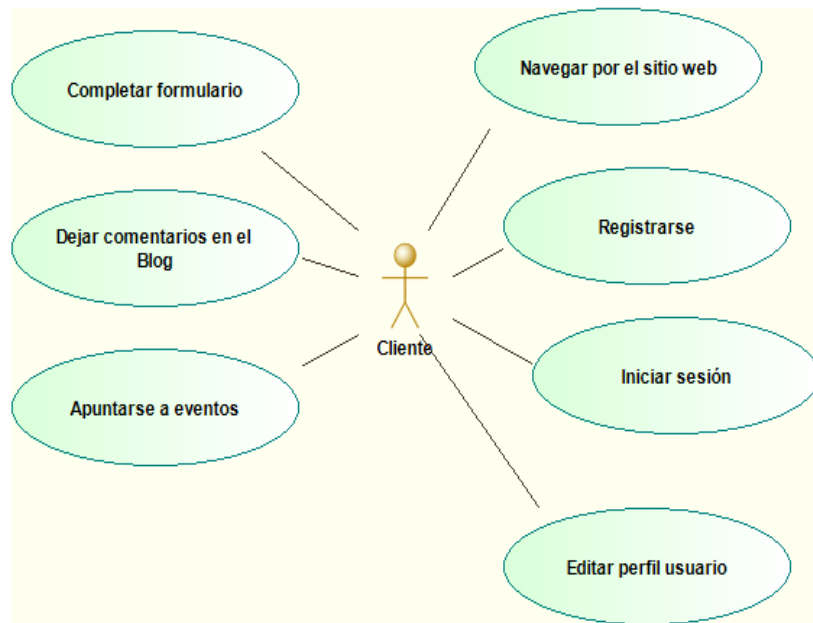 Completar formulario
Navegar por el sitio web
Dejar comentarios en el
Blog
Registrarse
Cliente
Iniciar sesión
Apuntarse a eventos
Editar perfil usuario